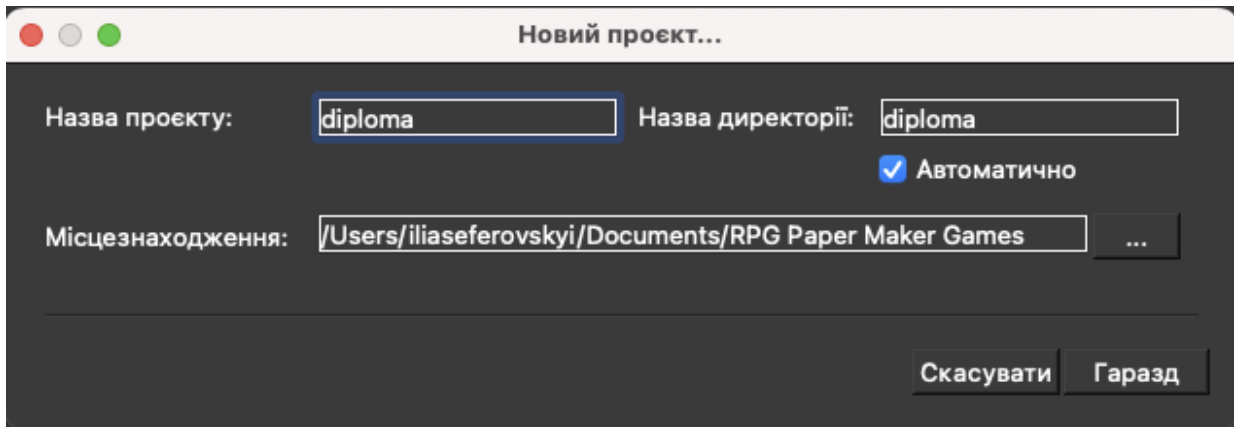 Новий проєкт...
Назва проєкту: diploma Назва директорії: diploma
Автоматично
Місцезнаходження: /Users/iliaseferovskyi/Documents/RPG Paper Maker Games ...
Скасувати Гаразд